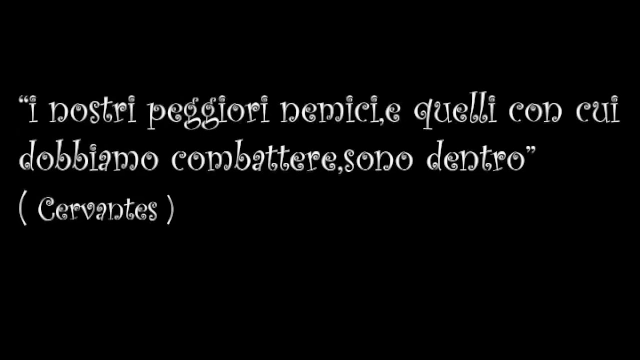 “i nostri peggiori nemici,e quelli con cui
dobbiamo combattere,sono dentro”
( Cervantes )